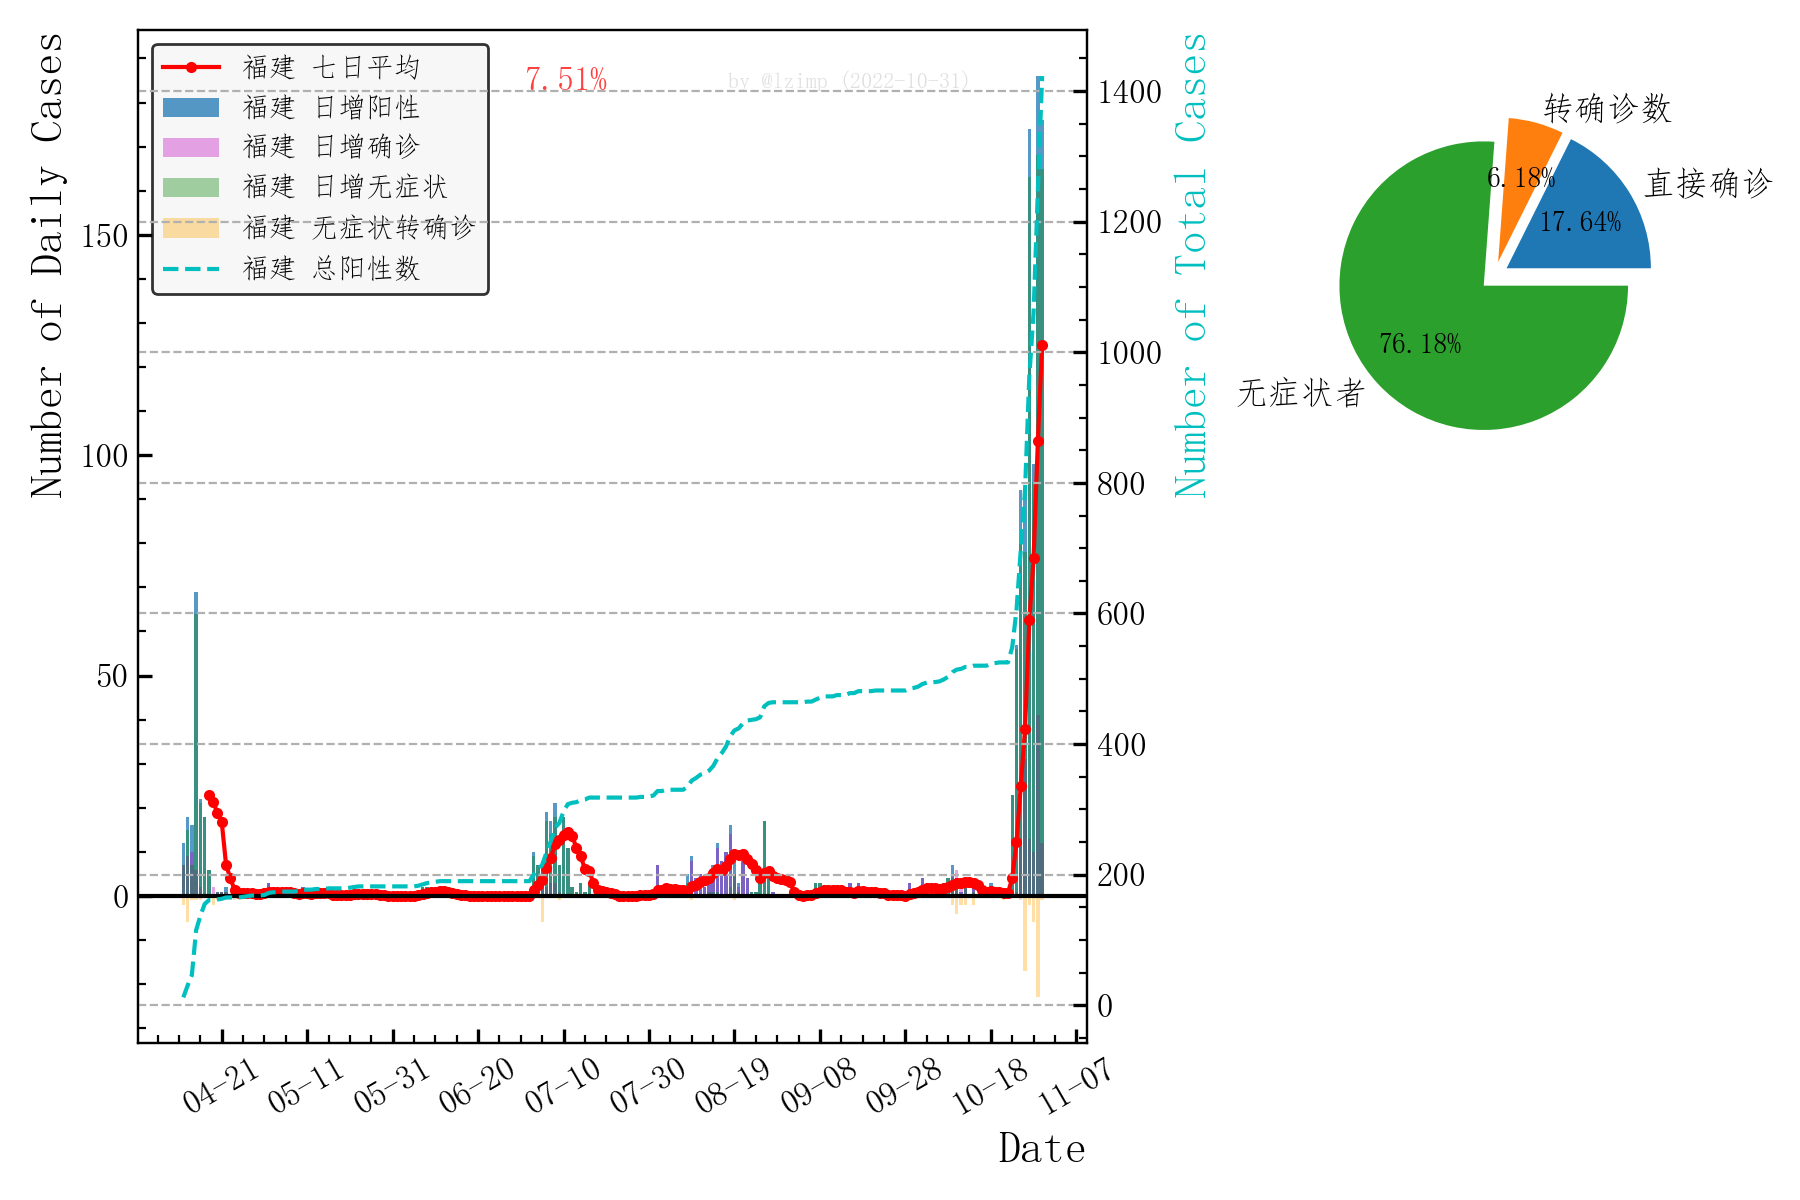 福建 七日平均
福建 日增阳性
福建 日增确诊
福建 日增无症状
福建 无症状转确诊
福建 总阳性数
7.51%
by @lzimp (2022-10-31)
Number of Daily Cases
150
100
50
0
Number of Total Cases
1400
1200
1000
800
600
400
200
0
04-21
05-11
05-31
06-20
07-10
07-30
08-19
09-08
09-28
10-18
11-07
Date
转确诊数
6.18%
直接确诊
17.64%
76.18%
无症状者